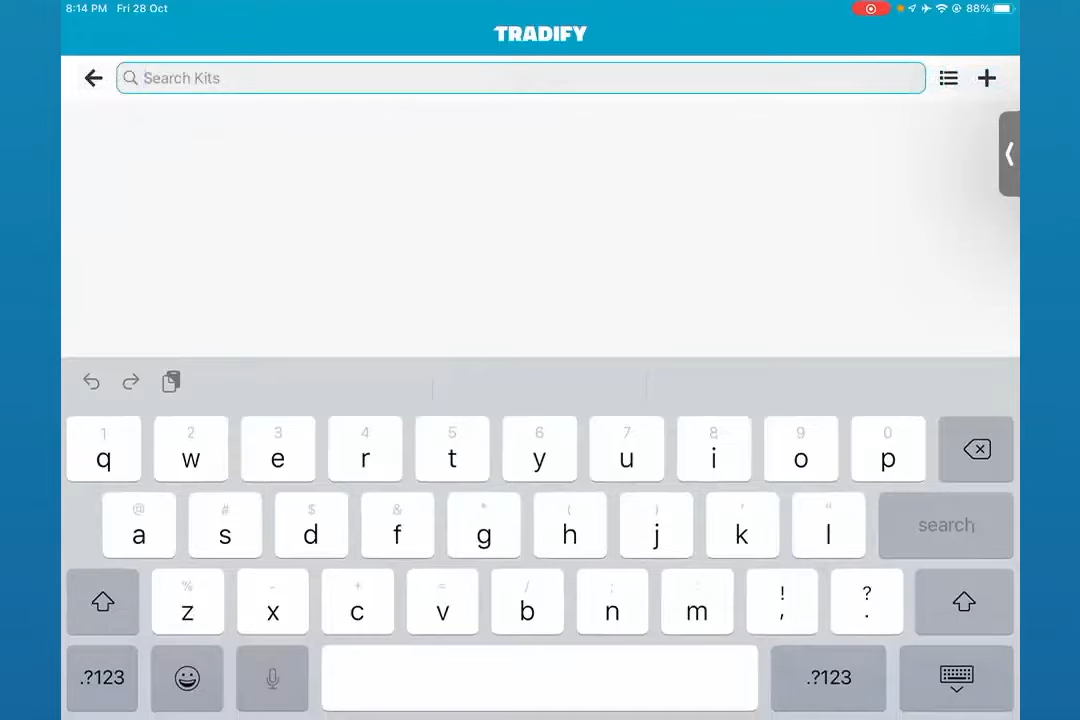 8:14 PM Fri 28 Oct 88%
TRADIFY
Search Kits
1 2 3 4 5 6 7 8 9 0
q w e r t y u i o p
@ # $ & * ( ) ' "
a s d f g h j k l search
% - + = / ; : ! ?
z x c v b n m , .
.?123 .?123